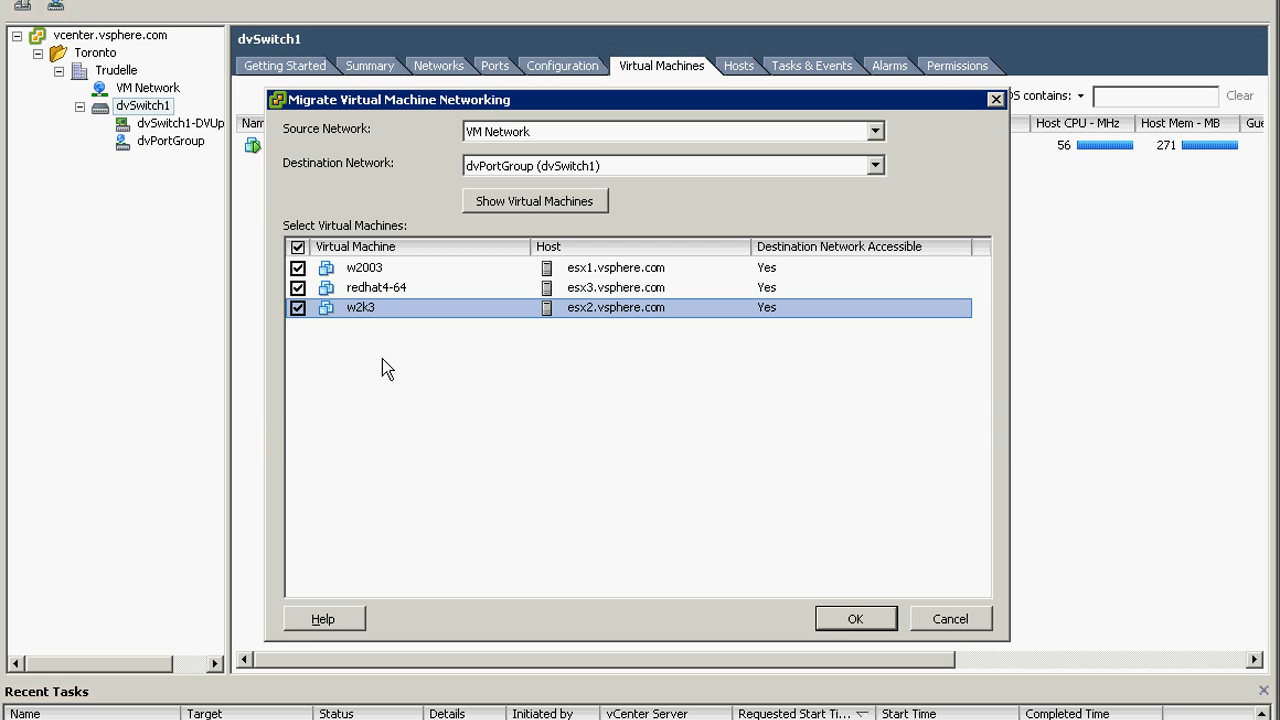 vcenter.vsphere.com
Toronto
Trudelle
VM Network
dvSwitch1
dvSwitch1-DVUp
dvPortGroup
dvSwitch1
Getting Started Summary Networks Ports Configuration Virtual Machines Hosts Tasks & Events Alarms Permissions
OS contains: Clear
Nam Host CPU - MHz Host Mem - MB Gue
56 271
Migrate Virtual Machine Networking
Source Network: VM Network
Destination Network: dvPortGroup (dvSwitch1)
Show Virtual Machines
Select Virtual Machines:
Virtual Machine Host Destination Network Accessible
w2003 esx1.vsphere.com Yes
redhat4-64 esx3.vsphere.com Yes
w2k3 esx2.vsphere.com Yes
Help OK Cancel
Recent Tasks
Name Target Status Details Initiated by vCenter Server Requested Start Ti... Start Time Completed Time